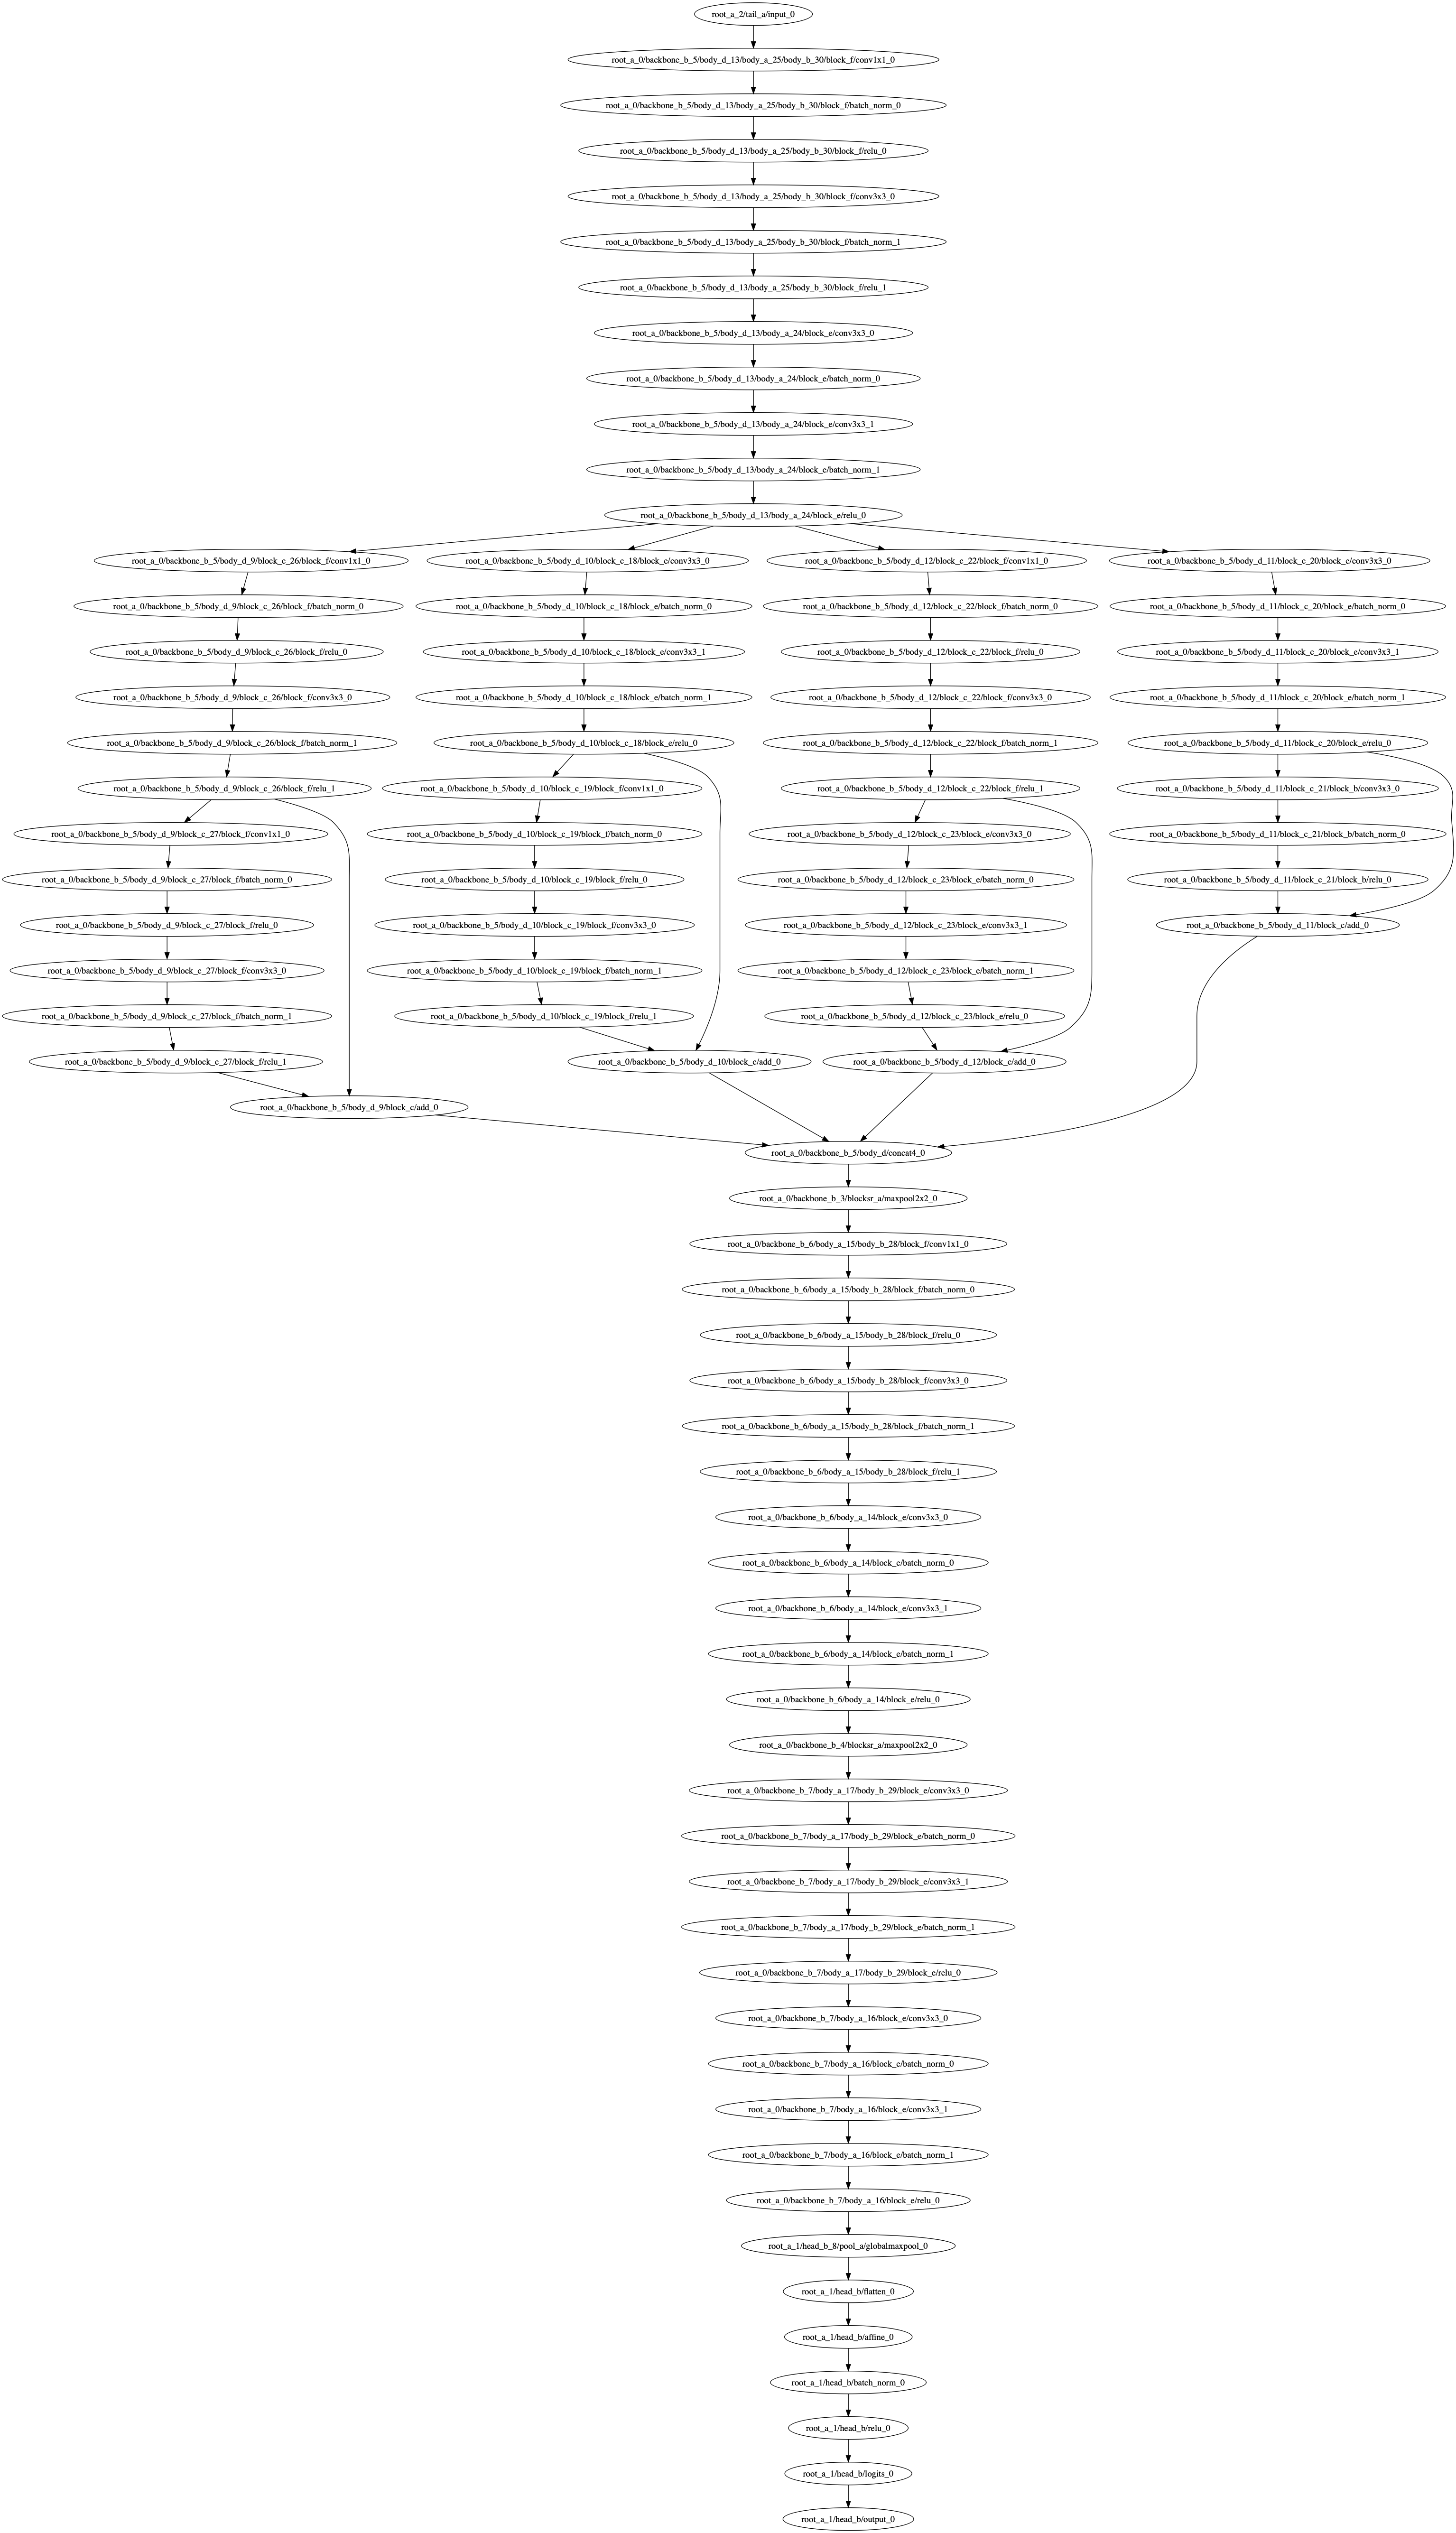 root_a_2/tail_a/input_0
root_a_0/backbone_b_5/body_d_13/body_a_25/body_b_30/block_f/conv1x1_0
root_a_0/backbone_b_5/body_d_13/body_a_25/body_b_30/block_f/batch_norm_0
root_a_0/backbone_b_5/body_d_13/body_a_25/body_b_30/block_f/relu_0
root_a_0/backbone_b_5/body_d_13/body_a_25/body_b_30/block_f/conv3x3_0
root_a_0/backbone_b_5/body_d_13/body_a_25/body_b_30/block_f/batch_norm_1
root_a_0/backbone_b_5/body_d_13/body_a_25/body_b_30/block_f/relu_1
root_a_0/backbone_b_5/body_d_13/body_a_24/block_e/conv3x3_0
root_a_0/backbone_b_5/body_d_13/body_a_24/block_e/batch_norm_0
root_a_0/backbone_b_5/body_d_13/body_a_24/block_e/conv3x3_1
root_a_0/backbone_b_5/body_d_13/body_a_24/block_e/batch_norm_1
root_a_0/backbone_b_5/body_d_13/body_a_24/block_e/relu_0
root_a_0/backbone_b_5/body_d_9/block_c_26/block_f/conv1x1_0
root_a_0/backbone_b_5/body_d_10/block_c_18/block_e/conv3x3_0
root_a_0/backbone_b_5/body_d_12/block_c_22/block_f/conv1x1_0
root_a_0/backbone_b_5/body_d_11/block_c_20/block_e/conv3x3_0
root_a_0/backbone_b_5/body_d_9/block_c_26/block_f/batch_norm_0
root_a_0/backbone_b_5/body_d_10/block_c_18/block_e/batch_norm_0
root_a_0/backbone_b_5/body_d_12/block_c_22/block_f/batch_norm_0
root_a_0/backbone_b_5/body_d_11/block_c_20/block_e/batch_norm_0
root_a_0/backbone_b_5/body_d_9/block_c_26/block_f/relu_0
root_a_0/backbone_b_5/body_d_10/block_c_18/block_e/conv3x3_1
root_a_0/backbone_b_5/body_d_12/block_c_22/block_f/relu_0
root_a_0/backbone_b_5/body_d_11/block_c_20/block_e/conv3x3_1
root_a_0/backbone_b_5/body_d_9/block_c_26/block_f/conv3x3_0
root_a_0/backbone_b_5/body_d_10/block_c_18/block_e/batch_norm_1
root_a_0/backbone_b_5/body_d_12/block_c_22/block_f/conv3x3_0
root_a_0/backbone_b_5/body_d_11/block_c_20/block_e/batch_norm_1
root_a_0/backbone_b_5/body_d_9/block_c_26/block_f/batch_norm_1
root_a_0/backbone_b_5/body_d_10/block_c_18/block_e/relu_0
root_a_0/backbone_b_5/body_d_12/block_c_22/block_f/batch_norm_1
root_a_0/backbone_b_5/body_d_11/block_c_20/block_e/relu_0
root_a_0/backbone_b_5/body_d_9/block_c_26/block_f/relu_1
root_a_0/backbone_b_5/body_d_10/block_c_19/block_f/conv1x1_0
root_a_0/backbone_b_5/body_d_12/block_c_22/block_f/relu_1
root_a_0/backbone_b_5/body_d_11/block_c_21/block_b/conv3x3_0
root_a_0/backbone_b_5/body_d_9/block_c_27/block_f/conv1x1_0
root_a_0/backbone_b_5/body_d_10/block_c_19/block_f/batch_norm_0
root_a_0/backbone_b_5/body_d_12/block_c_23/block_e/conv3x3_0
root_a_0/backbone_b_5/body_d_11/block_c_21/block_b/batch_norm_0
root_a_0/backbone_b_5/body_d_9/block_c_27/block_f/batch_norm_0
root_a_0/backbone_b_5/body_d_10/block_c_19/block_f/relu_0
root_a_0/backbone_b_5/body_d_12/block_c_23/block_e/batch_norm_0
root_a_0/backbone_b_5/body_d_11/block_c_21/block_b/relu_0
root_a_0/backbone_b_5/body_d_9/block_c_27/block_f/relu_0
root_a_0/backbone_b_5/body_d_10/block_c_19/block_f/conv3x3_0
root_a_0/backbone_b_5/body_d_12/block_c_23/block_e/conv3x3_1
root_a_0/backbone_b_5/body_d_11/block_c/add_0
root_a_0/backbone_b_5/body_d_9/block_c_27/block_f/conv3x3_0
root_a_0/backbone_b_5/body_d_10/block_c_19/block_f/batch_norm_1
root_a_0/backbone_b_5/body_d_12/block_c_23/block_e/batch_norm_1
root_a_0/backbone_b_5/body_d_9/block_c_27/block_f/batch_norm_1
root_a_0/backbone_b_5/body_d_10/block_c_19/block_f/relu_1
root_a_0/backbone_b_5/body_d_12/block_c_23/block_e/relu_0
root_a_0/backbone_b_5/body_d_9/block_c_27/block_f/relu_1
root_a_0/backbone_b_5/body_d_10/block_c/add_0
root_a_0/backbone_b_5/body_d_12/block_c/add_0
root_a_0/backbone_b_5/body_d_9/block_c/add_0
root_a_0/backbone_b_5/body_d/concat4_0
root_a_0/backbone_b_3/blocksr_a/maxpool2x2_0
root_a_0/backbone_b_6/body_a_15/body_b_28/block_f/conv1x1_0
root_a_0/backbone_b_6/body_a_15/body_b_28/block_f/batch_norm_0
root_a_0/backbone_b_6/body_a_15/body_b_28/block_f/relu_0
root_a_0/backbone_b_6/body_a_15/body_b_28/block_f/conv3x3_0
root_a_0/backbone_b_6/body_a_15/body_b_28/block_f/batch_norm_1
root_a_0/backbone_b_6/body_a_15/body_b_28/block_f/relu_1
root_a_0/backbone_b_6/body_a_14/block_e/conv3x3_0
root_a_0/backbone_b_6/body_a_14/block_e/batch_norm_0
root_a_0/backbone_b_6/body_a_14/block_e/conv3x3_1
root_a_0/backbone_b_6/body_a_14/block_e/batch_norm_1
root_a_0/backbone_b_6/body_a_14/block_e/relu_0
root_a_0/backbone_b_4/blocksr_a/maxpool2x2_0
root_a_0/backbone_b_7/body_a_17/body_b_29/block_e/conv3x3_0
root_a_0/backbone_b_7/body_a_17/body_b_29/block_e/batch_norm_0
root_a_0/backbone_b_7/body_a_17/body_b_29/block_e/conv3x3_1
root_a_0/backbone_b_7/body_a_17/body_b_29/block_e/batch_norm_1
root_a_0/backbone_b_7/body_a_17/body_b_29/block_e/relu_0
root_a_0/backbone_b_7/body_a_16/block_e/conv3x3_0
root_a_0/backbone_b_7/body_a_16/block_e/batch_norm_0
root_a_0/backbone_b_7/body_a_16/block_e/conv3x3_1
root_a_0/backbone_b_7/body_a_16/block_e/batch_norm_1
root_a_0/backbone_b_7/body_a_16/block_e/relu_0
root_a_1/head_b_8/pool_a/globalmaxpool_0
root_a_1/head_b/flatten_0
root_a_1/head_b/affine_0
root_a_1/head_b/batch_norm_0
root_a_1/head_b/relu_0
root_a_1/head_b/logits_0
root_a_1/head_b/output_0